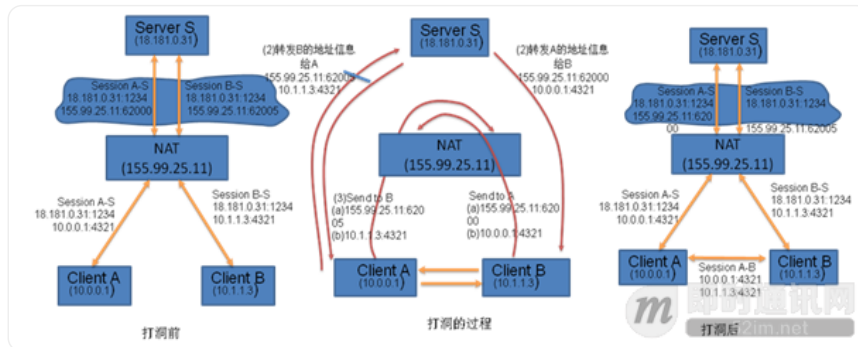 Server S
(18.181.0.31)
Session A-S
18.181.0.31:1234
155.99.25.11:62000
Session B-S
18.181.0.31:1234
155.99.25.11:62005
NAT
(155.99.25.11)
Session A-S
18.181.0.31:1234
10.0.0.1:4321
Session B-S
18.181.0.31:1234
10.1.1.3:4321
Client A
(10.0.0.1)
Client B
(10.1.1.3)
打洞前
(2)转发B的地址信息
给A
155.99.25.11:62005
10.1.1.3:4321
Server S
(18.181.0.31)
(2)转发A的地址信息
给B
155.99.25.11:62000
10.0.0.1:4321
NAT
(155.99.25.11)
(3)Send to B
(a)155.99.25.11:620
05
(b)10.1.1.3:4321
Send to A
(a)155.99.25.11:620
00
(b)10.0.0.1:4321
Client A
(10.0.0.1)
Client B
(10.1.1.3)
打洞的过程
Server S
(18.181.0.31)
Session A-S
18.181.0.31:1234
155.99.25.11:620
00
Session B-S
18.181.0.31:1234
155.99.25.11:62005
NAT
(155.99.25.11)
Session A-S
18.181.0.31:1234
10.0.0.1:4321
Session B-S
18.181.0.31:1234
10.1.1.3:4321
Client A
(10.0.0.1)
Client B
(10.1.1.3)
Session A-B
10.0.0.1:4321
10.1.1.3:4321
打洞后
即时通讯网
52im.net